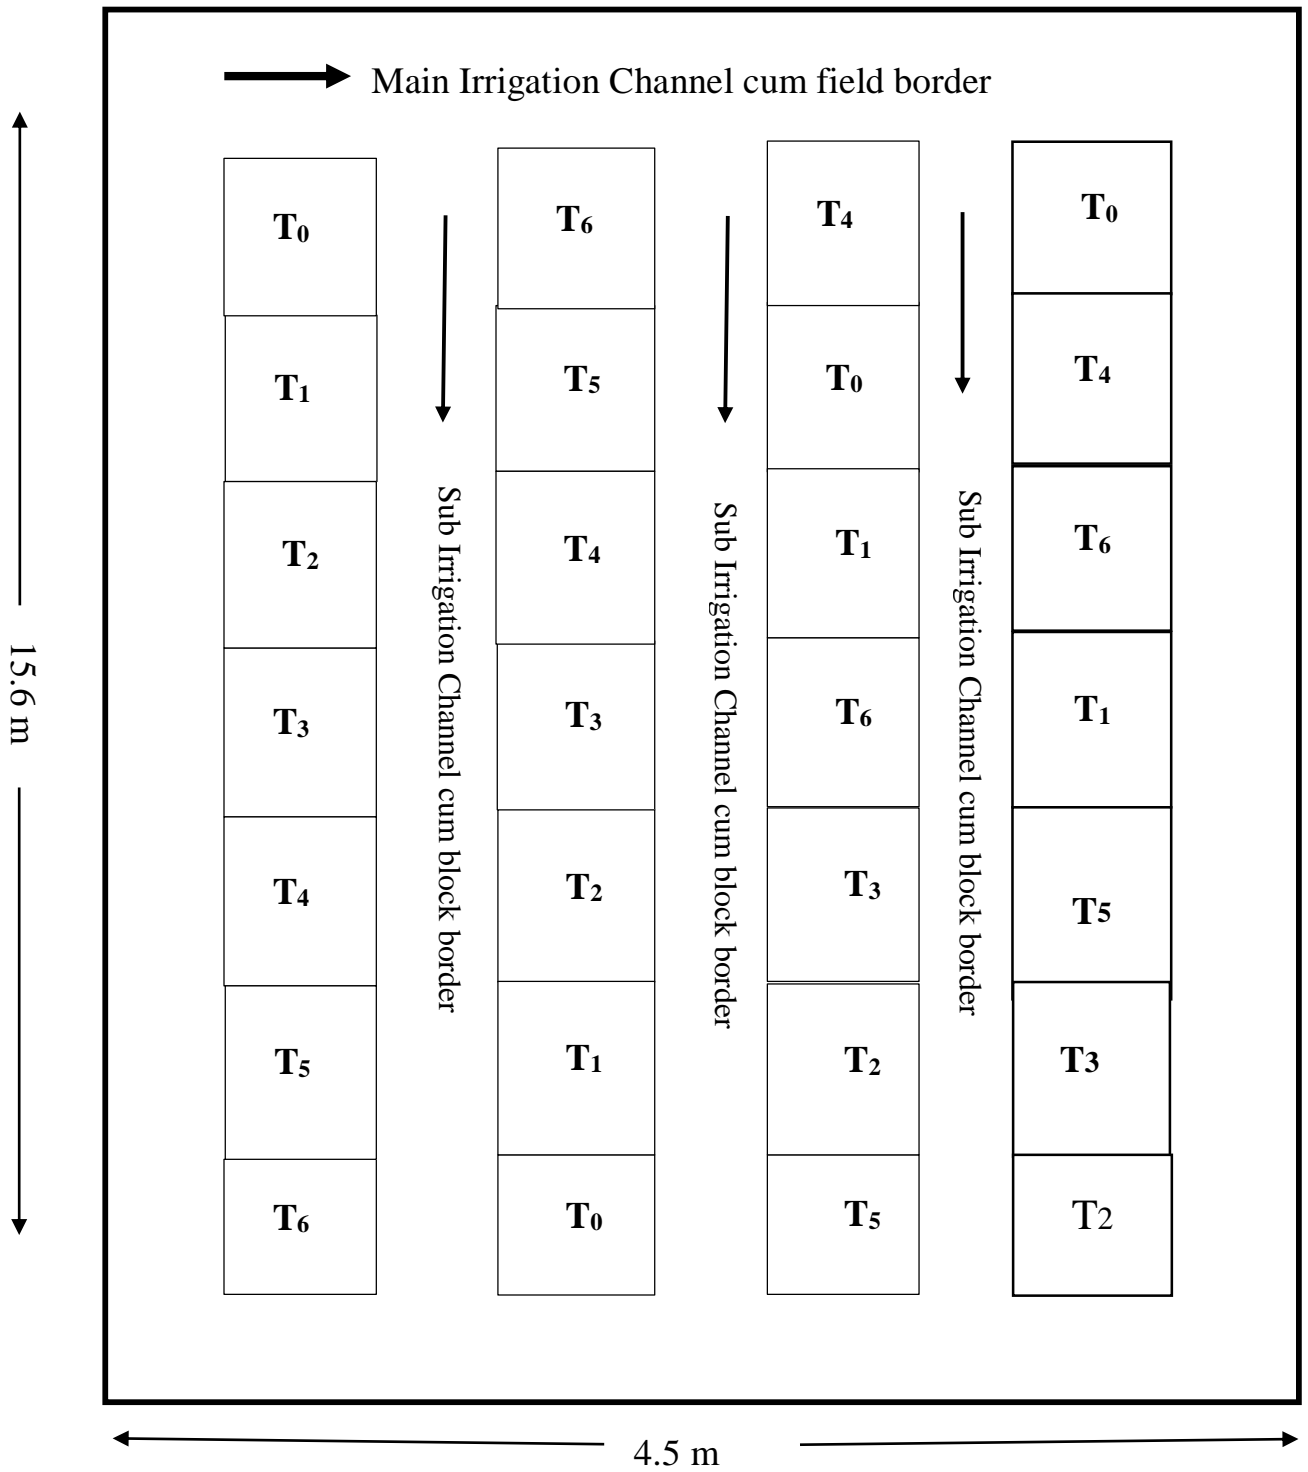 Main Irrigation Channel cum field border
T0
T1
T2
T3
T4
T5
T6
Sub Irrigation Channel cum block border
T6
T5
T4
T3
T2
T1
T0
Sub Irrigation Channel cum block border
T4
T0
T1
T6
T3
T2
T5
Sub Irrigation Channel cum block border
T0
T4
T6
T1
T5
T3
T2
15.6 m
4.5 m